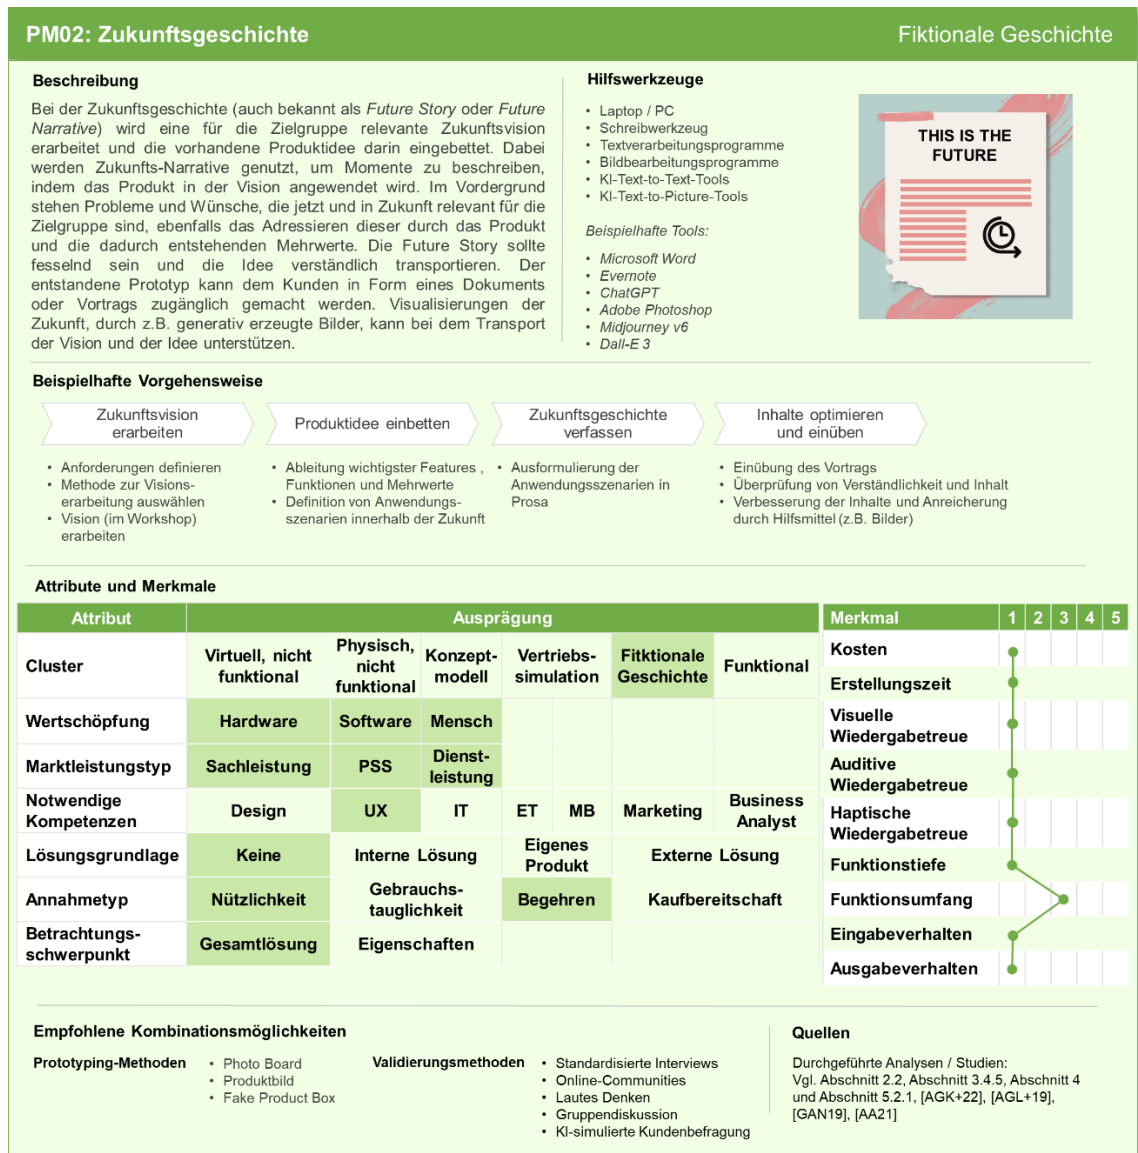 PM02: Zukunftsgeschichte
Fiktionale Geschichte
Beschreibung
Bei der Zukunftsgeschichte (auch bekannt als Future Story oder Future
Narrative) wird eine für die Zielgruppe relevante Zukunftsvision
erarbeitet und die vorhandene Produktidee darin eingebettet. Dabei
werden Zukunfts-Narrative genutzt, um Momente zu beschreiben,
indem das Produkt in der Vision angewendet wird. Im Vordergrund
stehen Probleme und Wünsche, die jetzt und in Zukunft relevant für die
Zielgruppe sind, ebenfalls das Adressieren dieser durch das Produkt
und die dadurch entstehenden Mehrwerte. Die Future Story sollte
fesselnd sein und die Idee verständlich transportieren. Der
entstandene Prototyp kann dem Kunden in Form eines Dokuments
oder Vortrags zugänglich gemacht werden. Visualisierungen der
Zukunft, durch z.B. generativ erzeugte Bilder, kann bei dem Transport
der Vision und der Idee unterstützen.
Hilfswerkzeuge
• Laptop / PC
• Schreibwerkzeug
• Textverarbeitungsprogramme
• Bildbearbeitungsprogramme
• KI-Text-to-Text-Tools
• KI-Text-to-Picture-Tools
Beispielhafte Tools:
• Microsoft Word
• Evernote
• ChatGPT
• Adobe Photoshop
• Midjourney v6
• Dall-E 3
THIS IS THE
FUTURE
Beispielhafte Vorgehensweise
Zukunftsvision
erarbeiten
Produktidee einbetten
Zukunftsgeschichte
verfassen
Inhalte optimieren
und einüben
• Anforderungen definieren
• Methode zur Visions-
erarbeitung auswählen
• Vision (im Workshop)
erarbeiten
• Ableitung wichtigster Features ,
Funktionen und Mehrwerte
• Definition von Anwendungs-
szenarien innerhalb der Zukunft
• Ausformulierung der
Anwendungsszenarien in
Prosa
• Einübung des Vortrags
• Überprüfung von Verständlichkeit und Inhalt
• Verbesserung der Inhalte und Anreicherung
durch Hilfsmittel (z.B. Bilder)
Attribute und Merkmale
Attribut Ausprägung
Cluster
Virtuell, nicht
funktional
Physisch,
nicht
funktional
Konzept-
modell
Vertriebs-
simulation
Fitktionale
Geschichte
Funktional
Wertschöpfung Hardware Software Mensch
Marktleistungstyp Sachleistung PSS Dienst-
leistung
Notwendige
Kompetenzen
Design UX IT ET MB Marketing Business
Analyst
Lösungsgrundlage Keine Interne Lösung Eigenes
Produkt
Externe Lösung
Annahmetyp Nützlichkeit Gebrauchs-
tauglichkeit
Begehren Kaufbereitschaft
Betrachtungs-
schwerpunkt
Gesamtlösung Eigenschaften
Merkmal 1 2 3 4 5
Kosten
Erstellungszeit
Visuelle
Wiedergabetreue
Auditive
Wiedergabetreue
Haptische
Wiedergabetreue
Funktionstiefe
Funktionsumfang
Eingabeverhalten
Ausgabeverhalten
Empfohlene Kombinationsmöglichkeiten
Prototyping-Methoden
• Photo Board
• Produktbild
• Fake Product Box
Validierungsmethoden
• Standardisierte Interviews
• Online-Communities
• Lautes Denken
• Gruppendiskussion
• KI-simulierte Kundenbefragung
Quellen
Durchgeführte Analysen / Studien:
Vgl. Abschnitt 2.2, Abschnitt 3.4.5, Abschnitt 4
und Abschnitt 5.2.1, [AGK+22], [AGL+19],
[GAN19], [AA21]